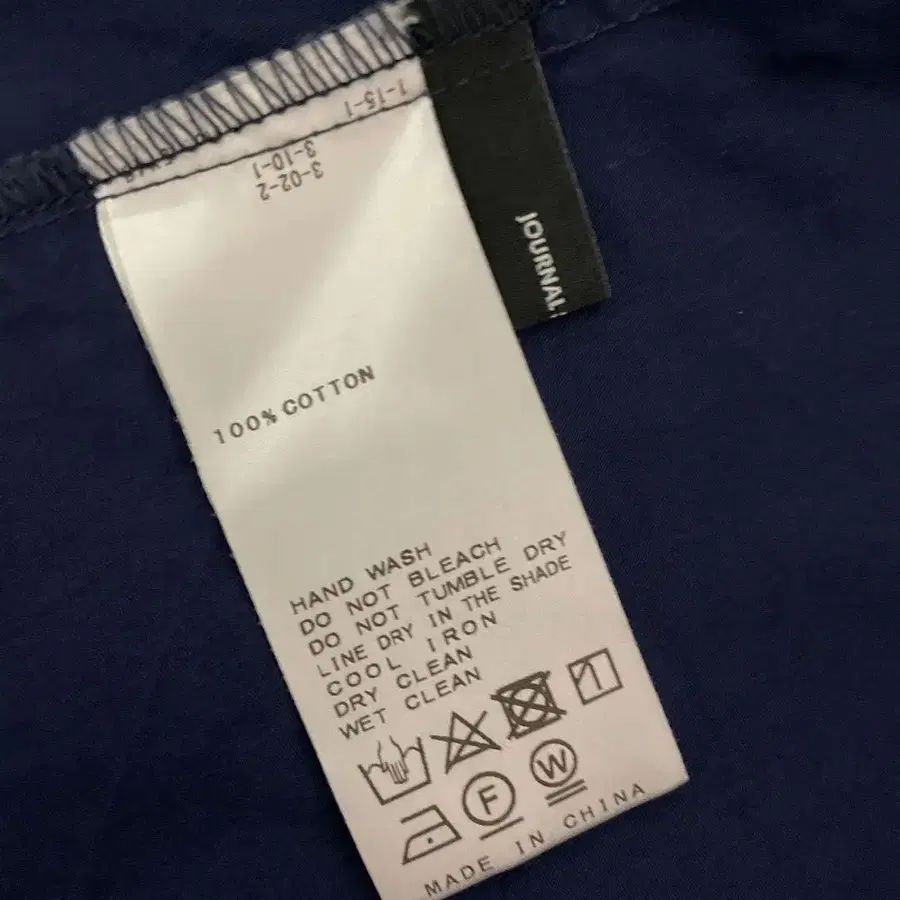 1-15-1
3-10-1
3-02-2
JOURNAL
100% COTTON
HAND WASH
DO NOT BLEACH
DO NOT TUMBLE DRY
LINE DRY IN THE SHADE
COOL IRON
DRY CLEAN
WET CLEAN
F
W
MADE IN CHINA